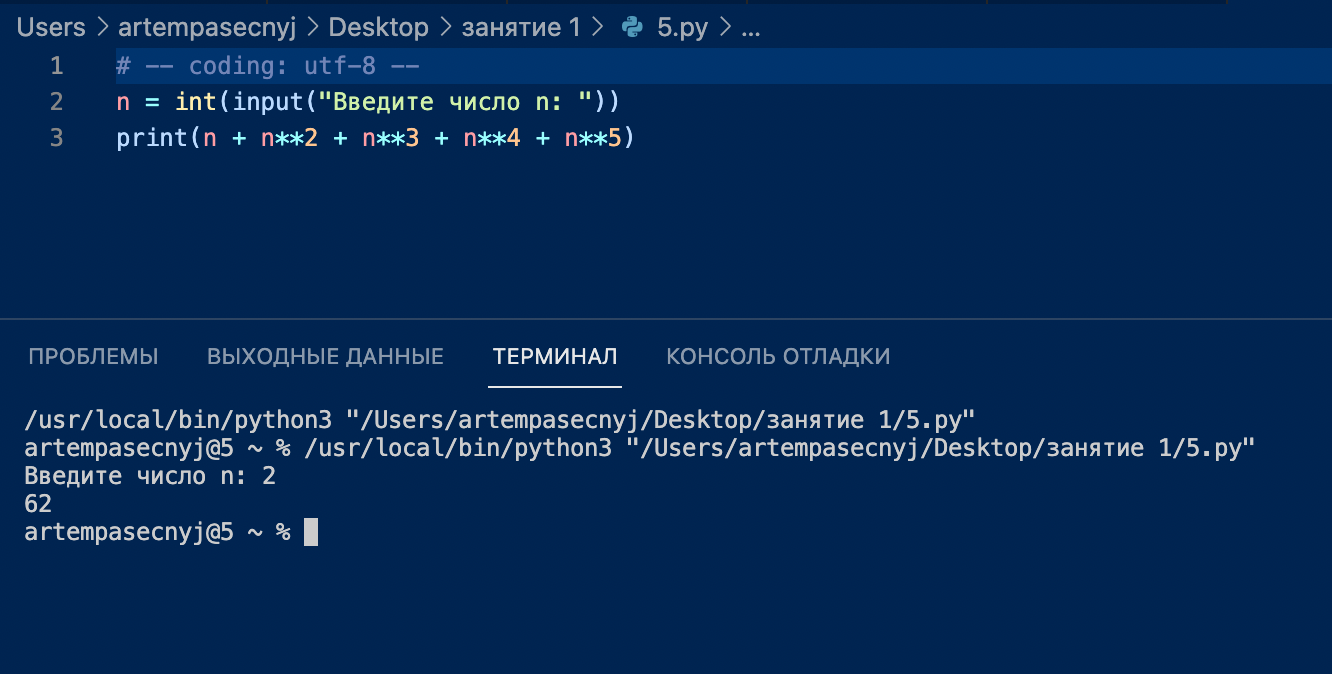 Users > artempasecnyj > Desktop > занятие 1 > 5.py > ...
1 # -- coding: utf-8 --
2 n = int(input("Введите число n: "))
3 print(n + n**2 + n**3 + n**4 + n**5)
ПРОБЛЕМЫ ВЫХОДНЫЕ ДАННЫЕ ТЕРМИНАЛ КОНСОЛЬ ОТЛАДКИ
/usr/local/bin/python3 "/Users/artempasecnyj/Desktop/занятие 1/5.py"
artempasecnyj@5 ~ % /usr/local/bin/python3 "/Users/artempasecnyj/Desktop/занятие 1/5.py"
Введите число n: 2
62
artempasecnyj@5 ~ %